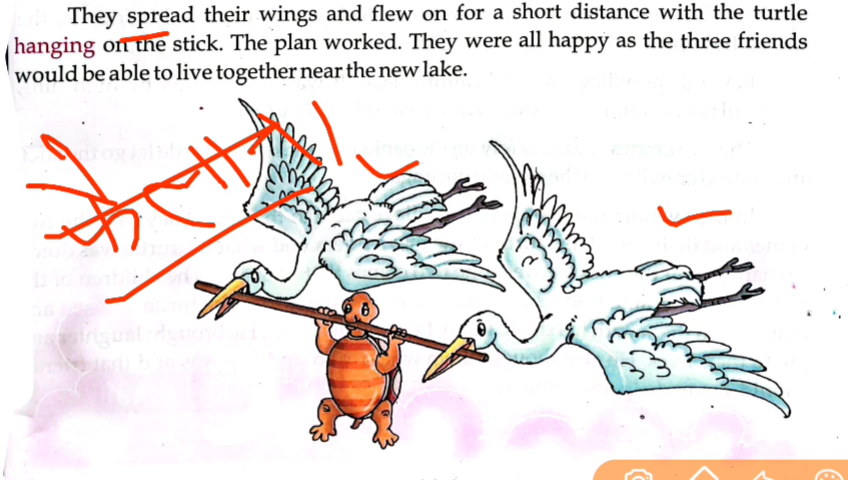 They spread their wings and flew on for a short distance with the turtle
hanging on the stick. The plan worked. They were all happy as the three friends
would be able to live together near the new lake.